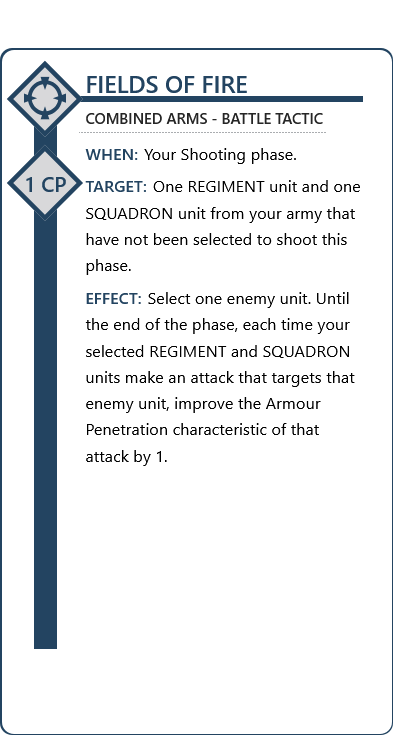 FIELDS OF FIRE
COMBINED ARMS - BATTLE TACTIC
WHEN: Your Shooting phase.
1 CP
TARGET: One REGIMENT unit and one
SQUADRON unit from your army that
have not been selected to shoot this
phase.
EFFECT: Select one enemy unit. Until
the end of the phase, each time your
selected REGIMENT and SQUADRON
units make an attack that targets that
enemy unit, improve the Armour
Penetration characteristic of that
attack by 1.